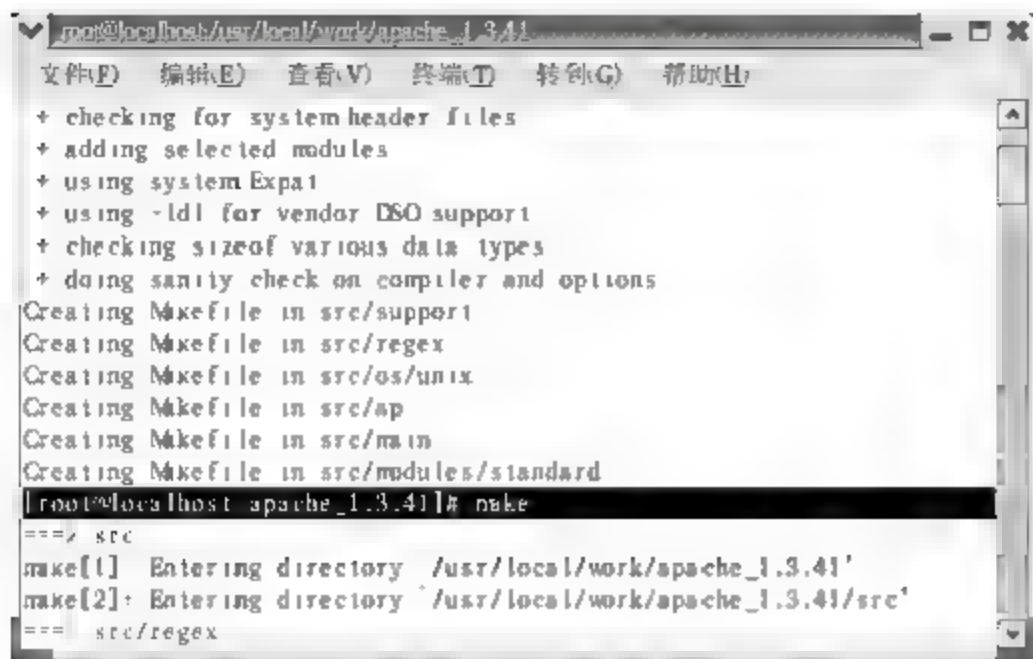 root@localhost:/usr/local/work/apache_1.3.41
文件(F) 编辑(E) 查看(V) 终端(T) 转到(G) 帮助(H)
+ checking for system header files
+ adding selected modules
+ using system Expat
+ using -ldl for vendor DSO support
+ checking sizeof various data types
+ doing sanity check on compiler and options
Creating Makefile in src/support
Creating Makefile in src/regex
Creating Makefile in src/os/unix
Creating Makefile in src/ap
Creating Makefile in src/main
Creating Makefile in src/modules/standard
[root@localhost apache_1.3.41]# make
===> src
make[1]: Entering directory `/usr/local/work/apache_1.3.41'
make[2]: Entering directory `/usr/local/work/apache_1.3.41/src'
===> src/regex